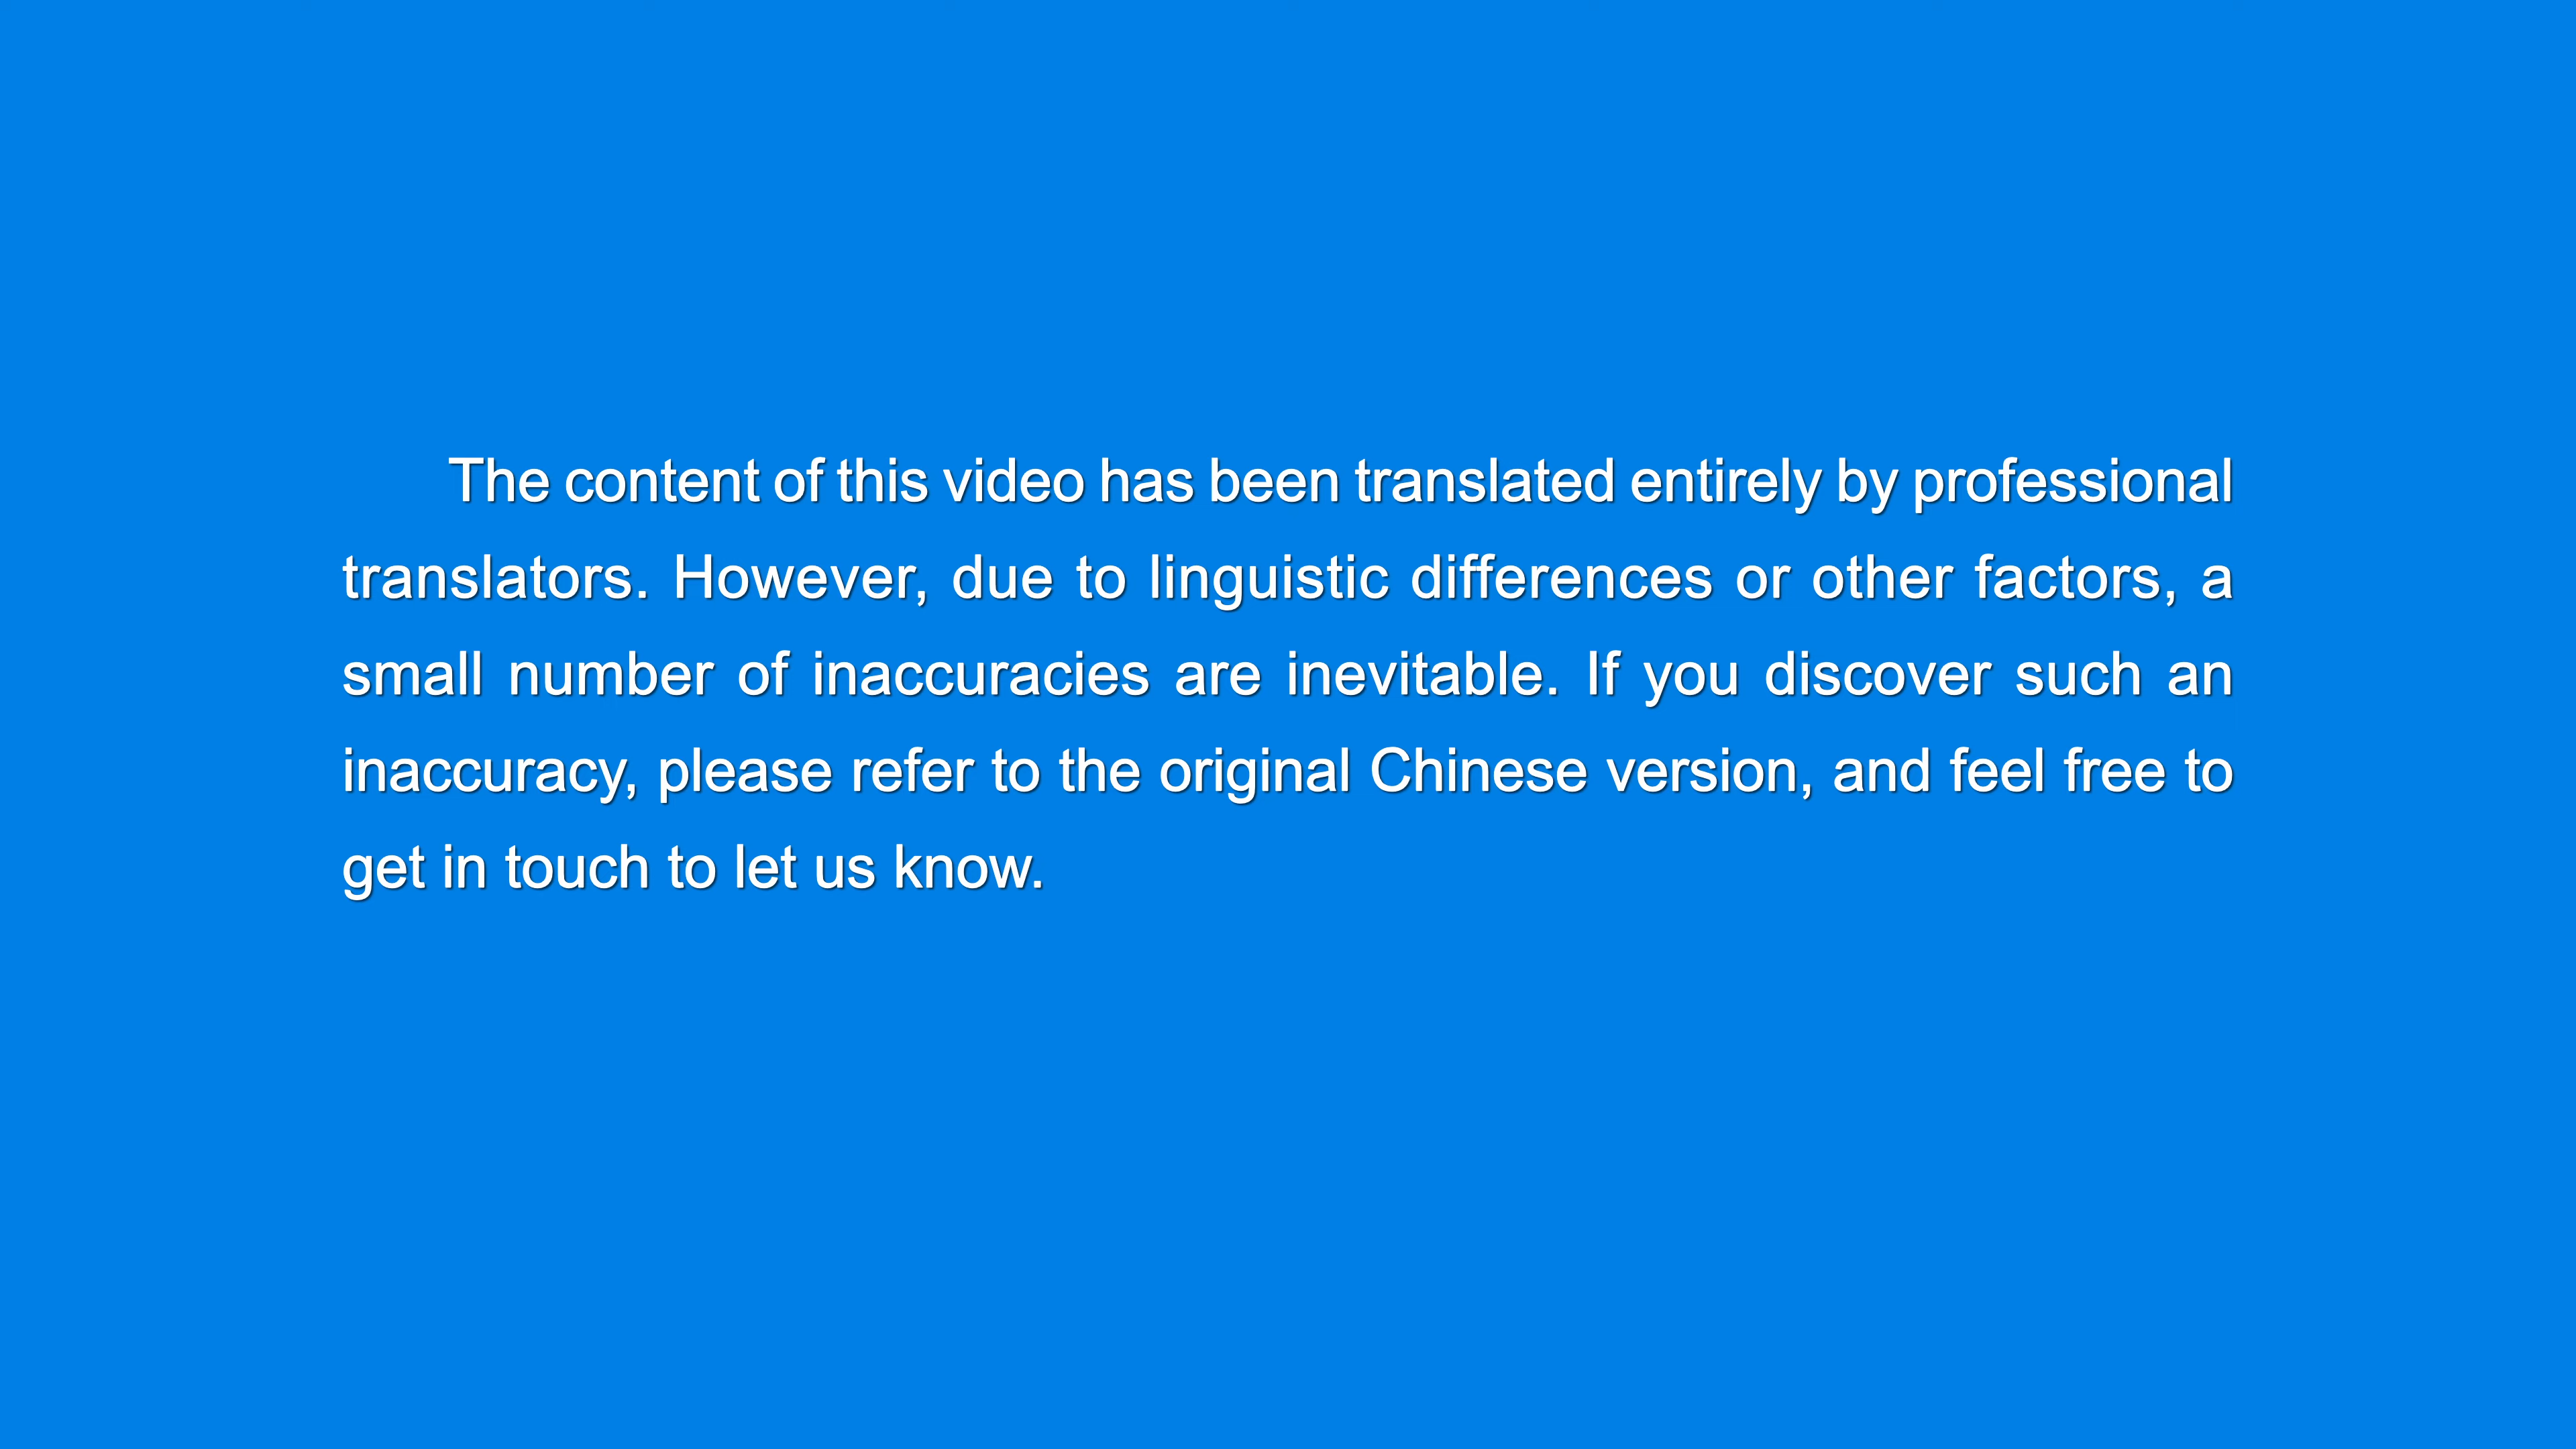 The content of this video has been translated entirely by professional
translators. However, due to linguistic differences or other factors, a
small number of inaccuracies are inevitable. If you discover such an
inaccuracy, please refer to the original Chinese version, and feel free to
get in touch to let us know.